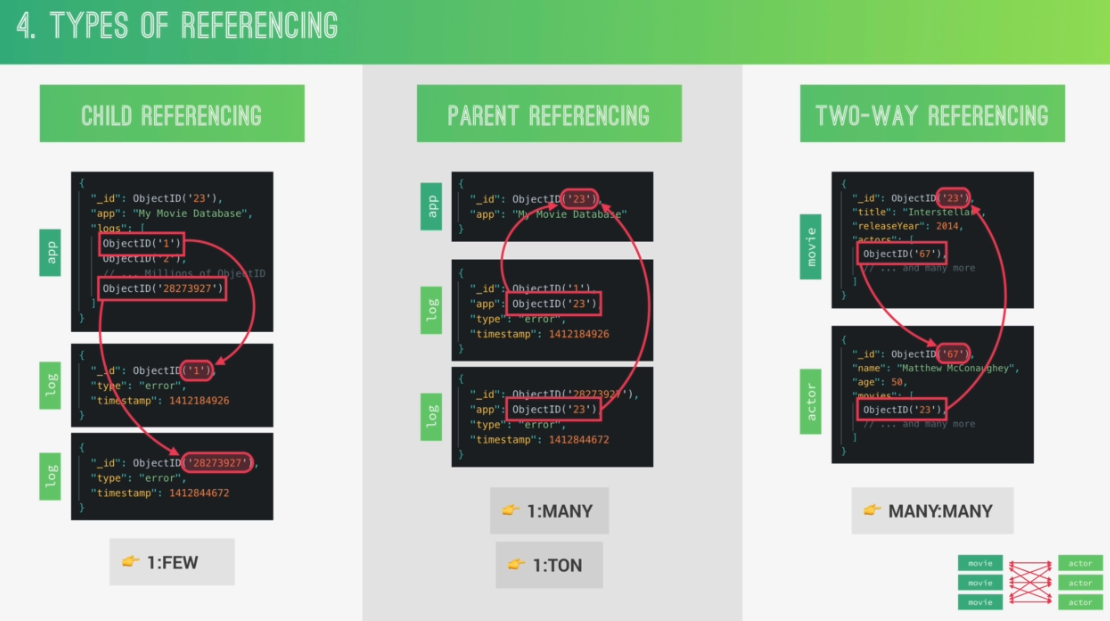 4. TYPES OF REFERENCING
CHILD REFERENCING
app
{
"_id": ObjectID('23'),
"app": "My Movie Database",
"logs": [
ObjectID('1')
ObjectID('2'),
// ... Millions of ObjectID
ObjectID('28273927')
]
}
log
{
"_id": ObjectID('1'),
"type": "error",
"timestamp": 1412184926
}
log
{
"_id": ObjectID('28273927'),
"type": "error",
"timestamp": 1412844672
}
👉 1:FEW
PARENT REFERENCING
app
{
"_id": ObjectID('23'),
"app": "My Movie Database"
}
log
{
"_id": ObjectID('1'),
"app": ObjectID('23'),
"type": "error",
"timestamp": 1412184926
}
log
{
"_id": ObjectID('28273927'),
"app": ObjectID('23')
"type": "error",
"timestamp": 1412844672
}
👉 1:MANY
👉 1:TON
TWO-WAY REFERENCING
movie
{
"_id": ObjectID('23'),
"title": "Interstellar",
"releaseYear": 2014,
"actors": [
ObjectID('67'),
// ... and many more
]
}
actor
{
"_id": ObjectID('67'),
"name": "Matthew McConaughey",
"age": 50,
"movies": [
ObjectID('23'),
// ... and many more
]
}
👉 MANY:MANY
movie actor
movie actor
movie actor